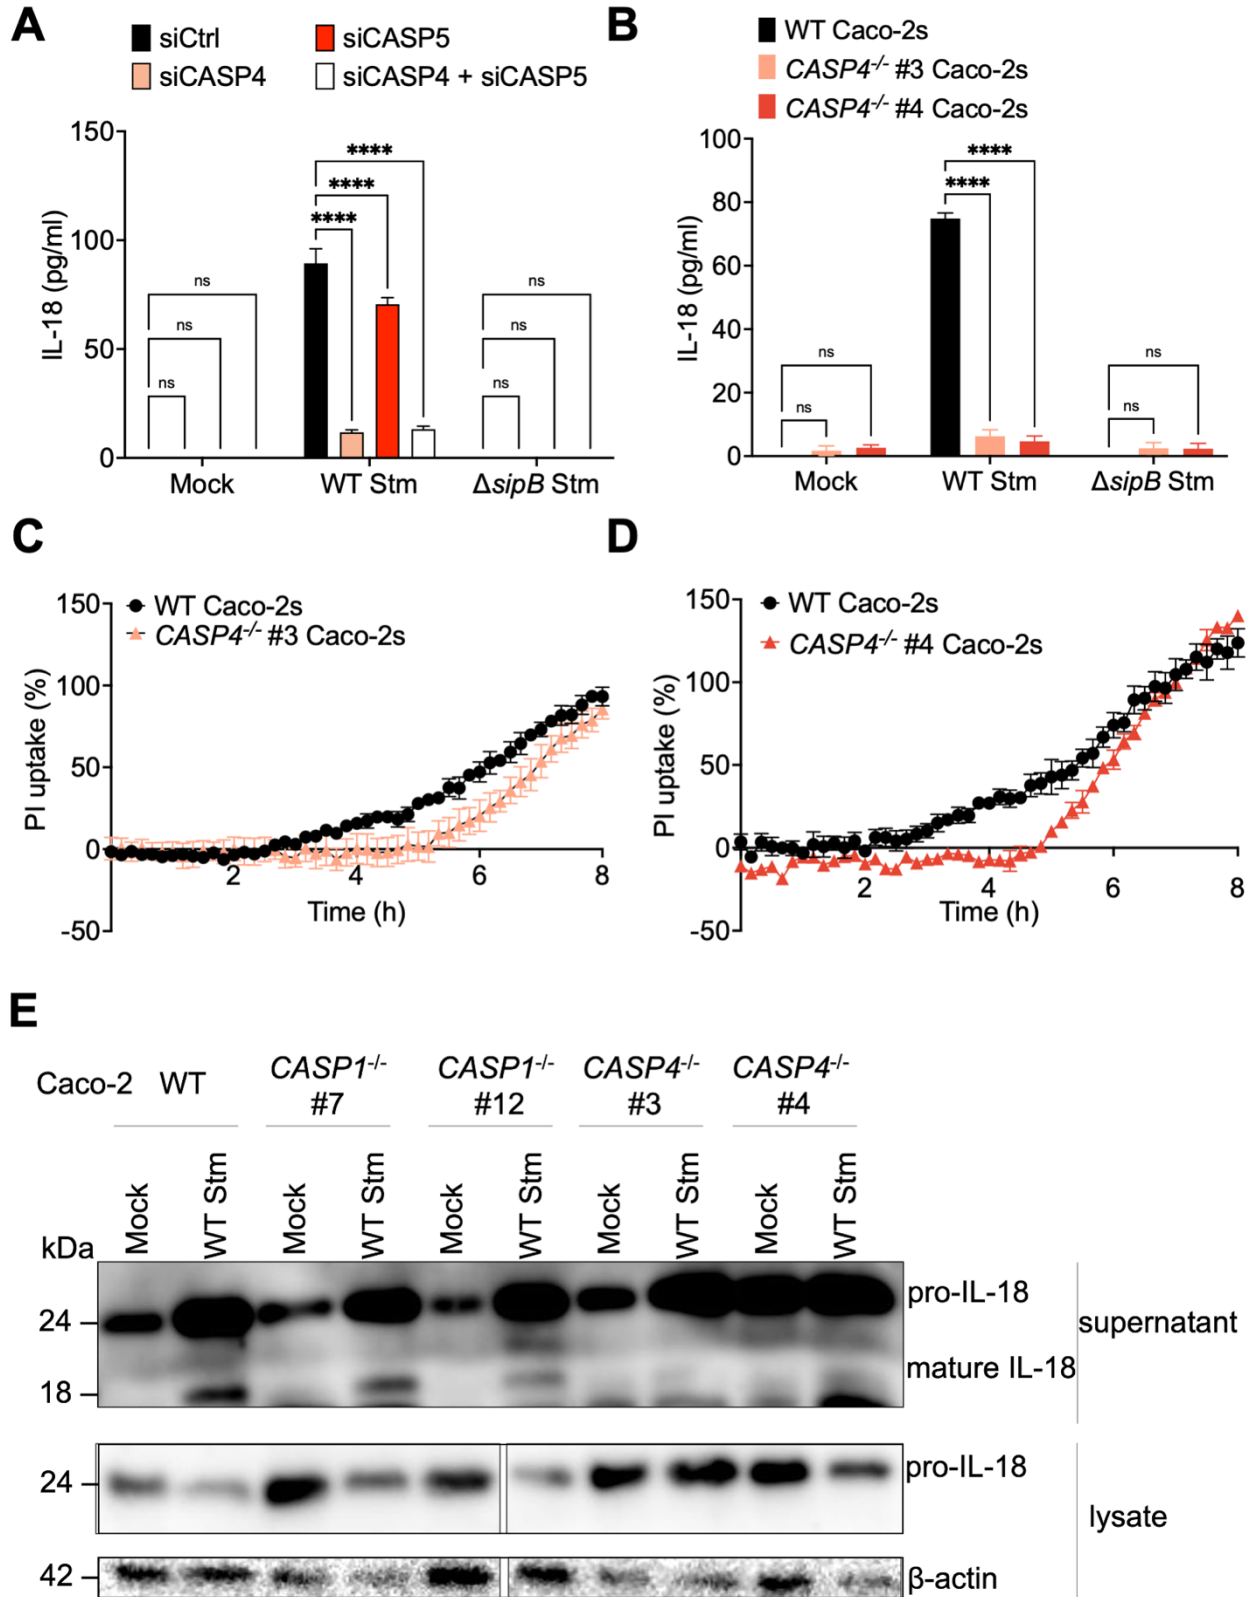 A
siCtrl
siCASP5
siCASP4
siCASP4 + siCASP5
IL-18 (pg/ml)
150
100
50
0
ns
ns
ns
****
****
****
ns
ns
ns
Mock
WT Stm
ΔsipB Stm
B
WT Caco-2s
CASP4-/- #3 Caco-2s
CASP4-/- #4 Caco-2s
IL-18 (pg/ml)
100
80
60
40
20
0
ns
ns
****
****
ns
ns
Mock
WT Stm
ΔsipB Stm
C
WT Caco-2s
CASP4-/- #3 Caco-2s
PI uptake (%)
150
100
50
0
-50
2
4
6
8
Time (h)
D
WT Caco-2s
CASP4-/- #4 Caco-2s
PI uptake (%)
150
100
50
0
-50
2
4
6
8
Time (h)
E
Caco-2
WT
CASP1-/-
#7
CASP1-/-
#12
CASP4-/-
#3
CASP4-/-
#4
Mock
WT Stm
Mock
WT Stm
Mock
WT Stm
Mock
WT Stm
Mock
WT Stm
kDa
24
18
pro-IL-18
mature IL-18
supernatant
24
pro-IL-18
lysate
42
β-actin